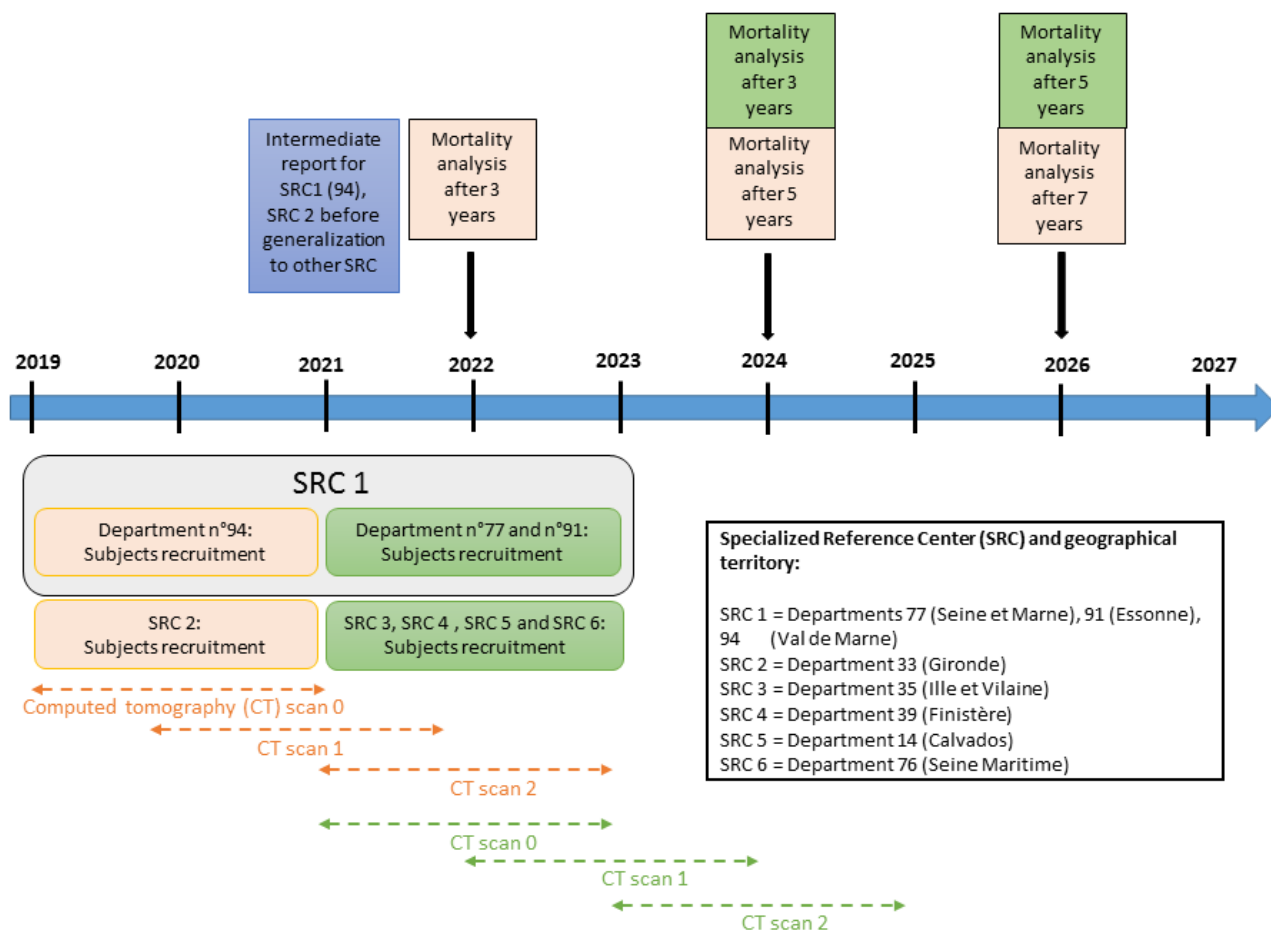 Mortality
analysis
after 3
years
Mortality
analysis
after 5
years
Intermediate
report for
SRC1 (94),
SRC 2 before
generalization
to other SRC
Mortality
analysis
after 3
years
Mortality
analysis
after 5
years
Mortality
analysis
after 7
years
2019
2020
2021
2022
2023
2024
2025
2026
2027
SRC 1
Department n°94:
Subjects recruitment
Department n°77 and n°91:
Subjects recruitment
SRC 2:
Subjects recruitment
SRC 3, SRC 4 , SRC 5 and SRC 6:
Subjects recruitment
Computed tomography (CT) scan 0
CT scan 1
CT scan 2
CT scan 0
CT scan 1
CT scan 2
Specialized Reference Center (SRC) and geographical
territory:
SRC 1 = Departments 77 (Seine et Marne), 91 (Essonne),
94 (Val de Marne)
SRC 2 = Department 33 (Gironde)
SRC 3 = Department 35 (Ille et Vilaine)
SRC 4 = Department 39 (Finistère)
SRC 5 = Department 14 (Calvados)
SRC 6 = Department 76 (Seine Maritime)